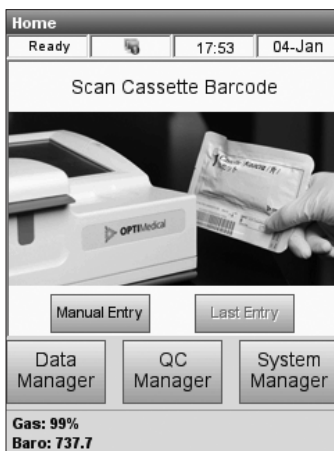 Home
Ready 17:53 04-Jan
Scan Cassette Barcode
OPTIMedical
Manual Entry Last Entry
Data Manager QC Manager System Manager
Gas: 99%
Baro: 737.7